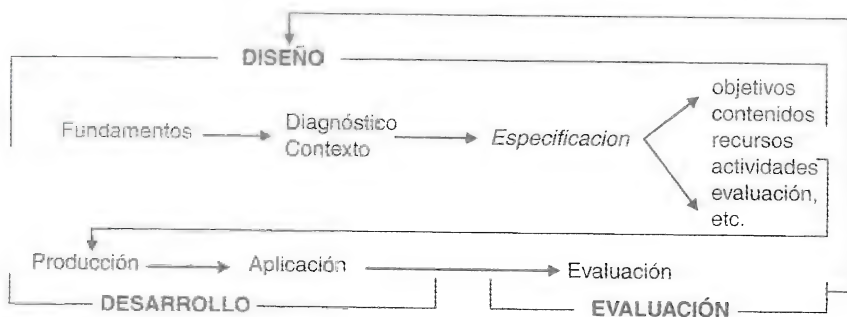 DISEÑO
Fundamentos
Diagnóstico
Contexto
Especificacion
objetivos
contenidos
recursos
actividades
evaluación,
etc.
Producción
Aplicación
Evaluación
DESARROLLO
EVALUACIÓN